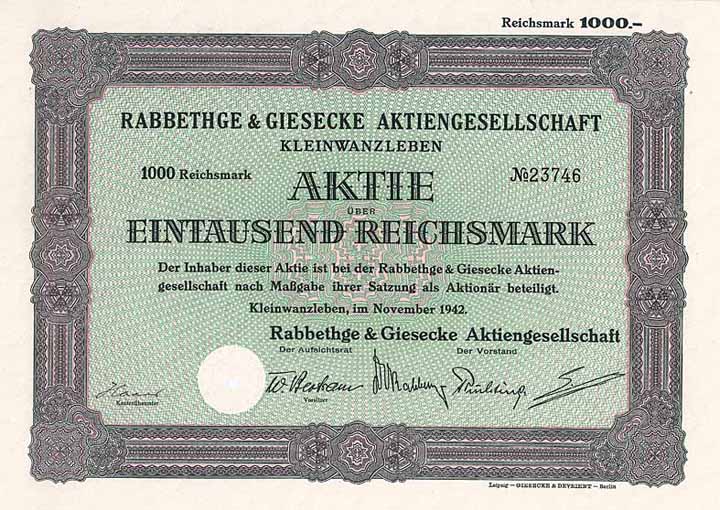 Reichsmark 1000.–
RABBETHGE & GIESECKE AKTIENGESELLSCHAFT
KLEINWANZLEBEN
1000 Reichsmark
AKTIE
№23746
ÜBER
EINTAUSEND REICHSMARK
Der Inhaber dieser Aktie ist bei der Rabbethge & Giesecke Aktien-
gesellschaft nach Maßgabe ihrer Satzung als Aktionär beteiligt.
Kleinwanzleben, im November 1942.
Rabbethge & Giesecke Aktiengesellschaft
Der Aufsichtsrat
Der Vorstand
Vorsitzer
Leipzig — GIESECKE & DEVRIENT — Berlin